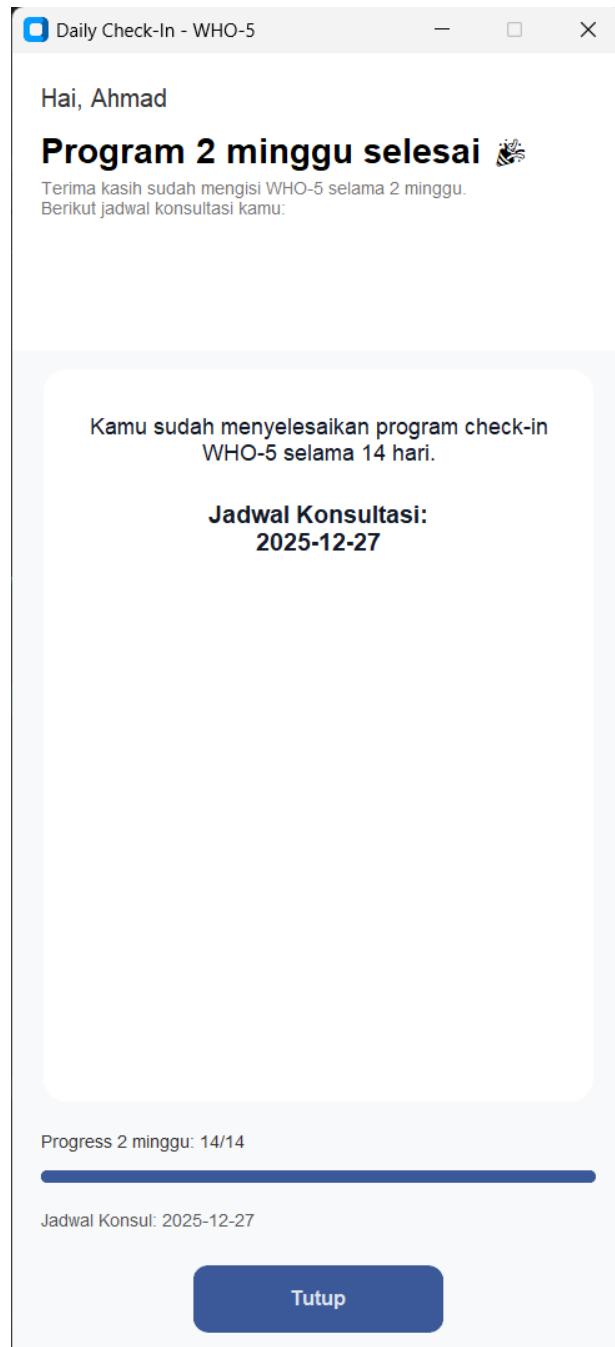 Daily Check-In - WHO-5
Hai, Ahmad
Program 2 minggu selesai 🎉
Terima kasih sudah mengisi WHO-5 selama 2 minggu.
Berikut jadwal konsultasi kamu:
Kamu sudah menyelesaikan program check-in
WHO-5 selama 14 hari.
Jadwal Konsultasi:
2025-12-27
Progress 2 minggu: 14/14
Jadwal Konsul: 2025-12-27
Tutup